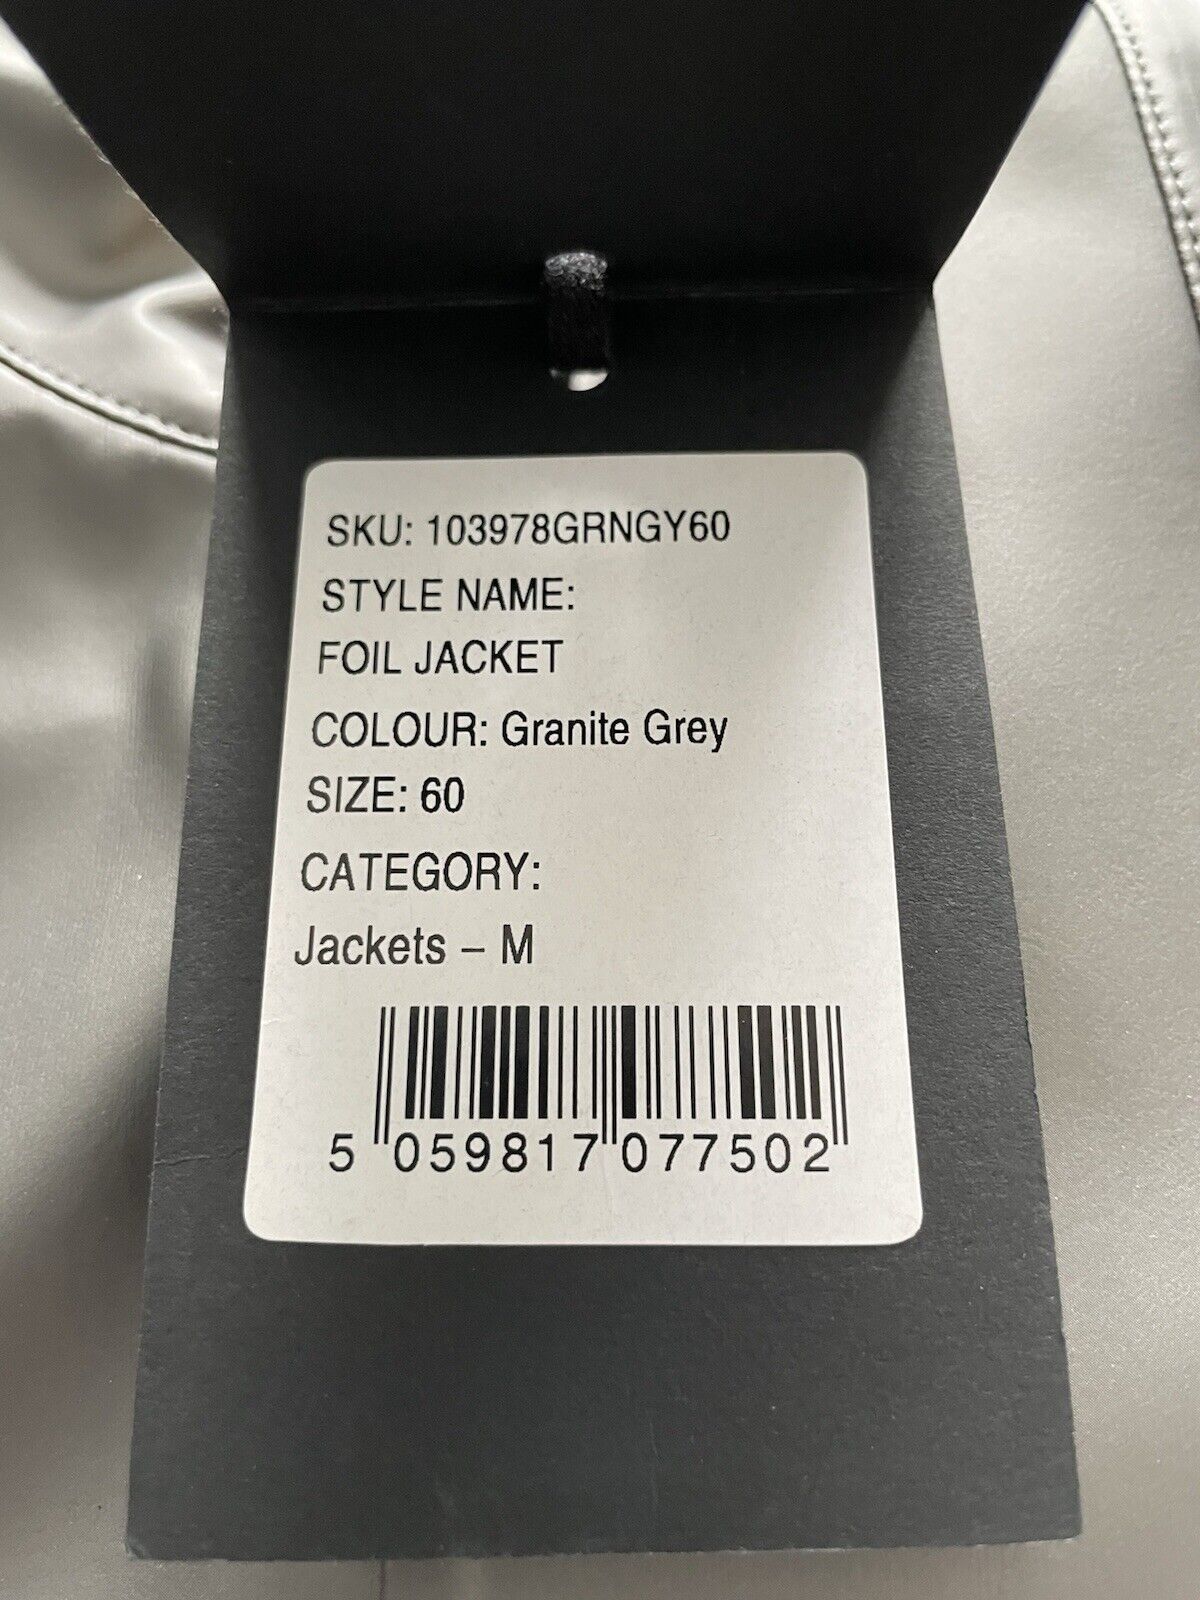 SKU: 103978GRNGY60
STYLE NAME:
FOIL JACKET
COLOUR: Granite Grey
SIZE: 60
CATEGORY:
Jackets – M
5 059817 077502